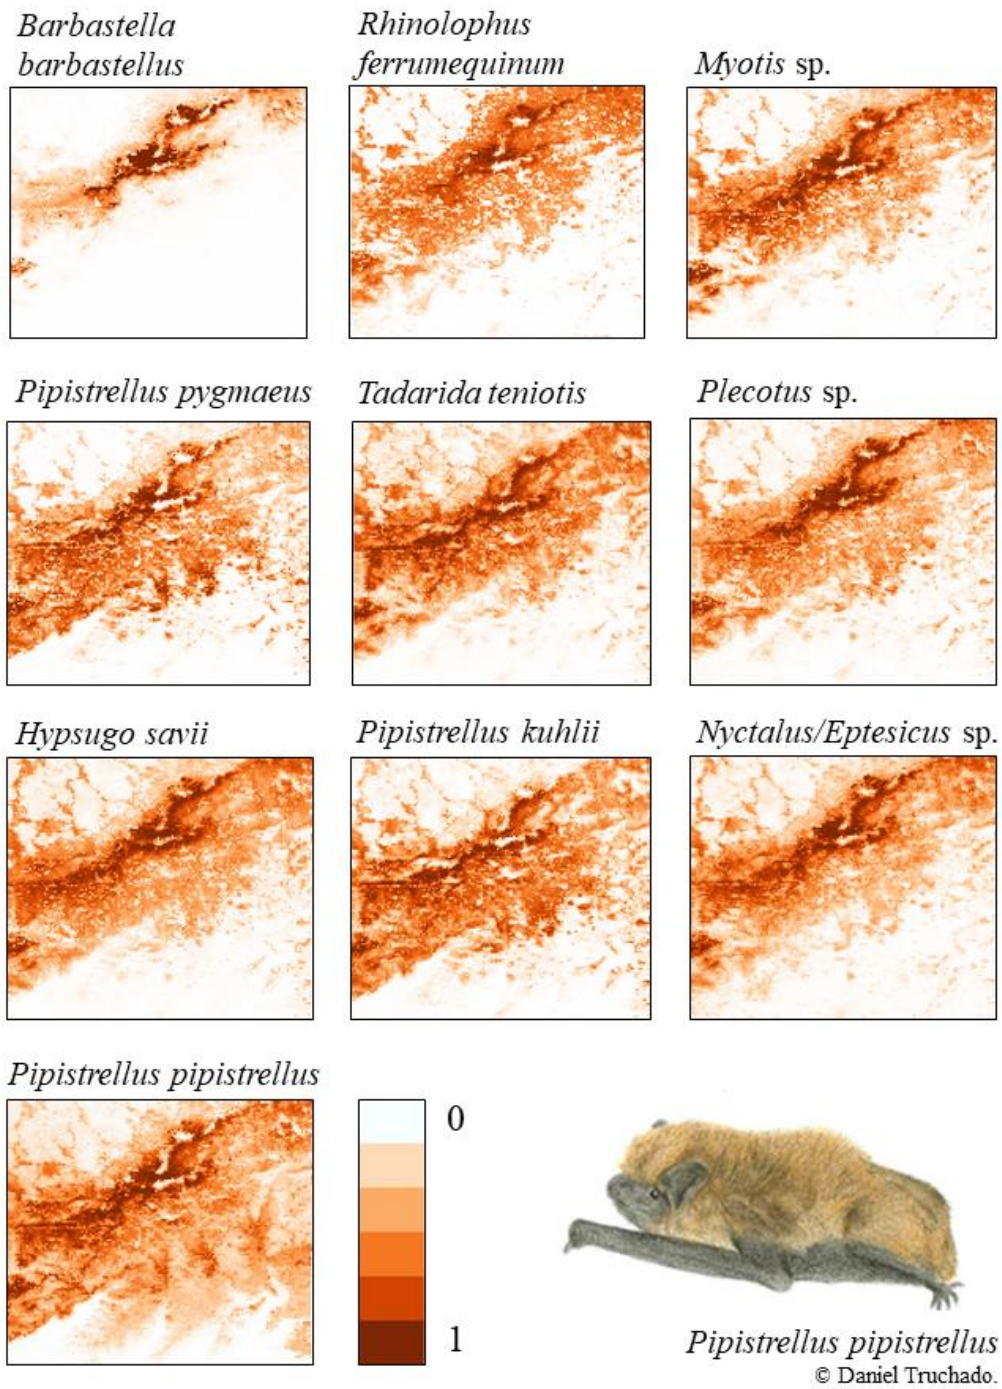 Barbastella
barbastellus
Rhinolophus
ferrumequinum
Myotis sp.
Pipistrellus pygmaeus
Tadarida teniotis
Plecotus sp.
Hypsugo savii
Pipistrellus kuhlii
Nyctalus/Eptesicus sp.
Pipistrellus pipistrellus
0
1
Pipistrellus pipistrellus
© Daniel Truchado.